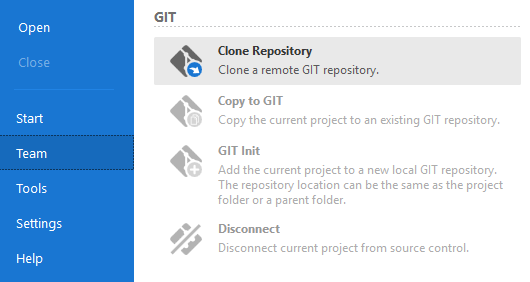 Open
Close
Start
Team
Tools
Settings
Help
GIT
Clone Repository
Clone a remote GIT repository.
Copy to GIT
Copy the current project to an existing GIT repository.
GIT Init
Add the current project to a new local GIT repository.
The repository location can be the same as the project
folder or a parent folder.
Disconnect
Disconnect current project from source control.